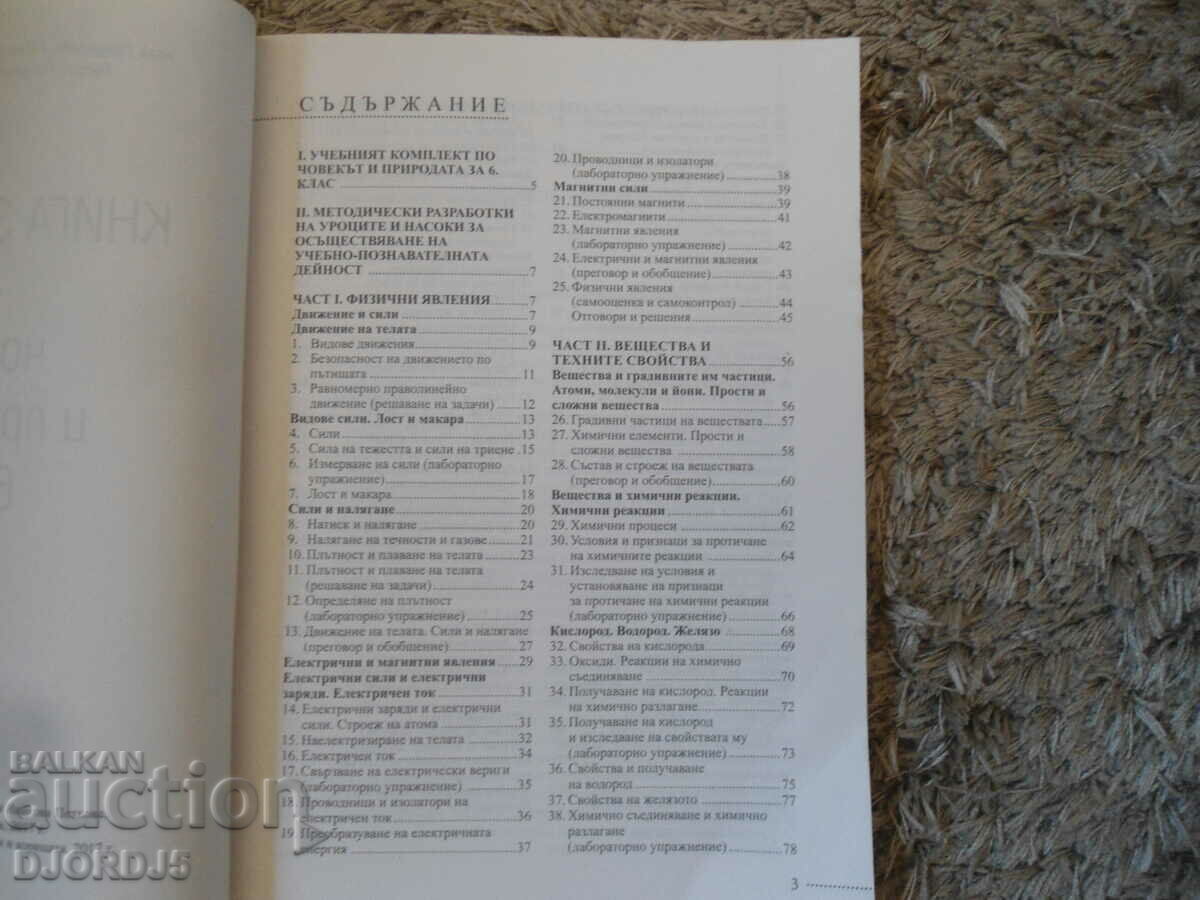 СЪДЪРЖАНИЕ
I. УЧЕБНИЯТ КОМПЛЕКТ ПО
ЧОВЕКЪТ И ПРИРОДАТА ЗА 6.
КЛАС ..... 5
II. МЕТОДИЧЕСКИ РАЗРАБОТКИ
НА УРОЦИТЕ И НАСОКИ ЗА
ОСЪЩЕСТВЯВАНЕ НА
УЧЕБНО-ПОЗНАВАТЕЛНАТА
ДЕЙНОСТ ..... 7
ЧАСТ I. ФИЗИЧНИ ЯВЛЕНИЯ ..... 7
Движение и сили ..... 7
Движение на телата ..... 9
1. Видове движения ..... 9
2. Безопасност на движението по
пътищата ..... 11
3. Равномерно праволинейно
движение (решаване на задачи) ..... 12
Видове сили. Лост и макара ..... 13
4. Сили ..... 13
5. Сила на тежестта и сили на триене ..... 15
6. Измерване на сили (лабораторно
упражнение) ..... 17
7. Лост и макара ..... 18
Сили и налягане ..... 20
8. Натиск и налягане ..... 20
9. Налягане на течности и газове ..... 21
10. Плътност и плаване на телата ..... 23
11. Плътност и плаване на телата
(решаване на задачи) ..... 24
12. Определяне на плътност
(лабораторно упражнение) ..... 25
13. Движение на телата. Сили и налягане
(преговор и обобщение) ..... 27
Електрични и магнитни явления ..... 29
Електрични сили и електрични
заряди. Електричен ток ..... 31
14. Електрични заряди и електрични
сили. Строеж на атома ..... 31
15. Наелектризиране на телата ..... 32
16. Електричен ток ..... 34
17. Свързване на електрически вериги
(лабораторно упражнение) ..... 35
18. Проводници и изолатори на
електричен ток ..... 36
19. Преобразуване на електричната
енергия ..... 37
20. Проводници и изолатори
(лабораторно упражнение) ..... 38
Магнитни сили ..... 39
21. Постоянни магнити ..... 39
22. Електромагнити ..... 41
23. Магнитни явления
(лабораторно упражнение) ..... 42
24. Електрични и магнитни явления
(преговор и обобщение) ..... 43
25. Физични явления
(самооценка и самоконтрол) ..... 44
Отговори и решения ..... 45
ЧАСТ II. ВЕЩЕСТВА И
ТЕХНИТЕ СВОЙСТВА ..... 56
Вещества и градивните им частици.
Атоми, молекули и йони. Прости и
сложни вещества ..... 56
26. Градивни частици на веществата ..... 57
27. Химични елементи. Прости и
сложни вещества ..... 58
28. Състав и строеж на веществата
(преговор и обобщение) ..... 60
Вещества и химични реакции.
Химични реакции ..... 61
29. Химични процеси ..... 62
30. Условия и признаци за протичане
на химичните реакции ..... 64
31. Изследване на условия и
установяване на признаци
за протичане на химични реакции
(лабораторно упражнение) ..... 66
Кислород. Водород. Желязо ..... 68
32. Свойства на кислорода ..... 69
33. Оксиди. Реакции на химично
съединяване ..... 70
34. Получаване на кислород. Реакции
на химично разлагане ..... 72
35. Получаване на кислород
и изследване на свойствата му
(лабораторно упражнение) ..... 73
36. Свойства и получаване
на водород ..... 75
37. Свойства на желязото ..... 77
38. Химично съединяване и химично
разлагане
(лабораторно упражнение) ..... 78
3
BALKAN
auction
DJORDJ5